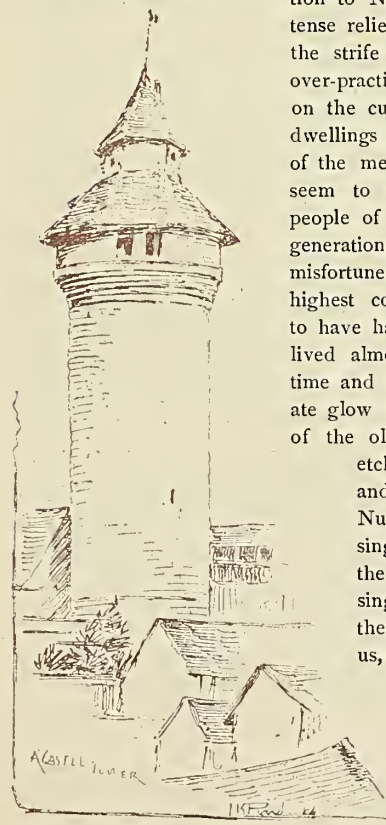 tion to N
tense relie
the strife
over-practi
on the cu
dwellings
of the me
seem to
people of
generation
misfortune
highest co
to have ha
lived almo
time and
ate glow
of the ol
etcl
and
Nu
sing
the
sing
the
us,
A CASTLE TOWER